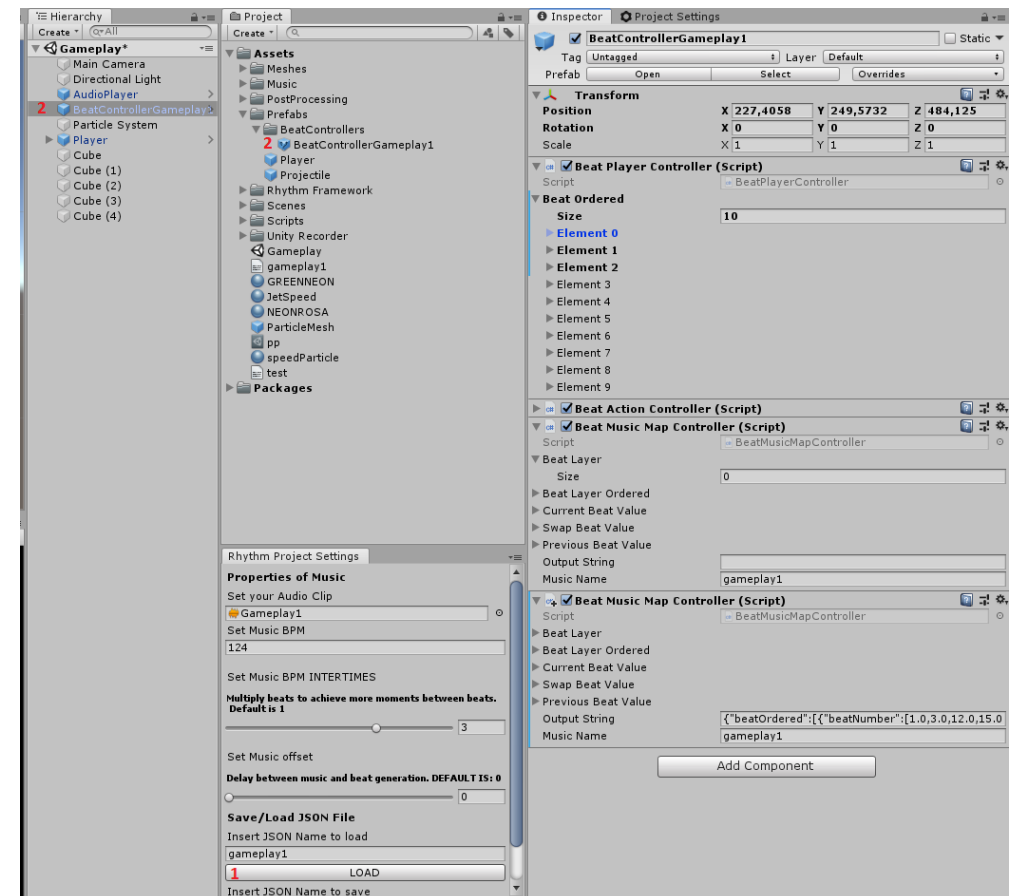 Hierarchy
Create
All
Gameplay*
Main Camera
Directional Light
AudioPlayer
2 BeatControllerGameplay
Particle System
Player
Cube
Cube (1)
Cube (2)
Cube (3)
Cube (4)
Project
Create
Assets
Meshes
Music
PostProcessing
Prefabs
BeatControllers
2 BeatControllerGameplay1
Player
Projectile
Rhythm Framework
Scenes
Scripts
Unity Recorder
Gameplay
gameplay1
GREENNEON
JetSpeed
NEONROSA
ParticleMesh
pp
speedParticle
test
Packages
Rhythm Project Settings
Properties of Music
Set your Audio Clip
Gameplay1
Set Music BPM
124
Set Music BPM INTERTIMES
Multiply beats to achieve more moments between beats.
Default is 1
3
Set Music offset
Delay between music and beat generation. DEFAULT IS: 0
0
Save/Load JSON File
Insert JSON Name to load
gameplay1
1 LOAD
Insert JSON Name to save
Inspector Project Settings
BeatControllerGameplay1 Static
Tag Untagged Layer Default
Prefab Open Select Overrides
Transform
Position X 227,4058 Y 249,5732 Z 484,125
Rotation X 0 Y 0 Z 0
Scale X 1 Y 1 Z 1
Beat Player Controller (Script)
Script BeatPlayerController
Beat Ordered
Size 10
Element 0
Element 1
Element 2
Element 3
Element 4
Element 5
Element 6
Element 7
Element 8
Element 9
Beat Action Controller (Script)
Beat Music Map Controller (Script)
Script BeatMusicMapController
Beat Layer
Size 0
Beat Layer Ordered
Current Beat Value
Swap Beat Value
Previous Beat Value
Output String
Music Name gameplay1
Beat Music Map Controller (Script)
Script BeatMusicMapController
Beat Layer
Beat Layer Ordered
Current Beat Value
Swap Beat Value
Previous Beat Value
Output String {"beatOrdered":[{"beatNumber":[1.0,3.0,12.0,15.0
Music Name gameplay1
Add Component